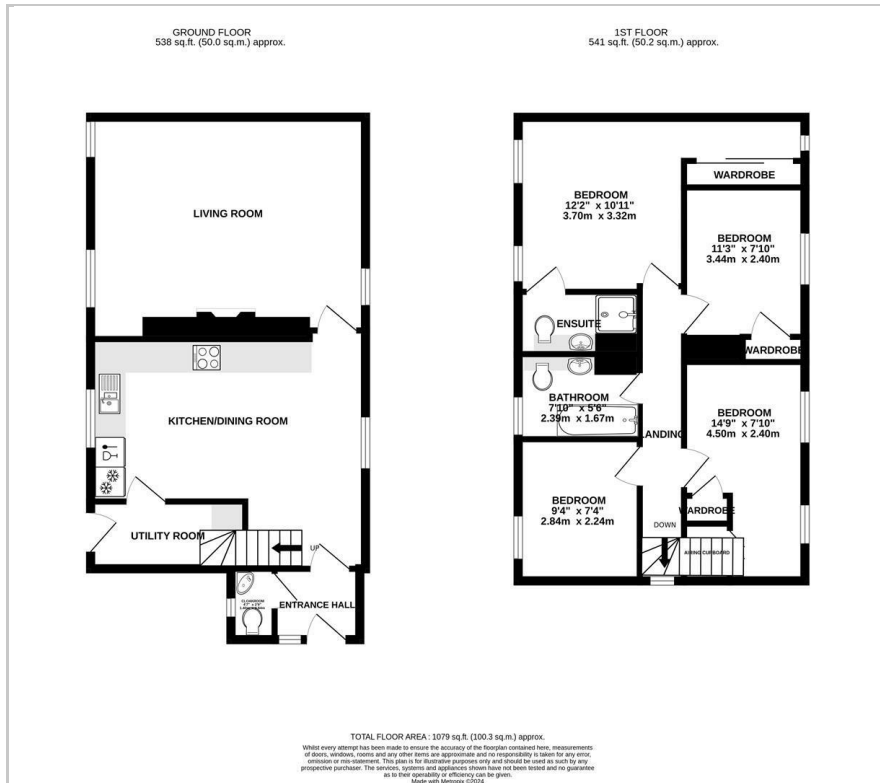 GROUND FLOOR
538 sq.ft. (50.0 sq.m.) approx.
1ST FLOOR
541 sq.ft. (50.2 sq.m.) approx.
LIVING ROOM
KITCHEN/DINING ROOM
UTILITY ROOM
UP
CLOAKROOM
ENTRANCE HALL
WARDROBE
BEDROOM
12'2" x 10'11"
3.70m x 3.32m
BEDROOM
11'3" x 7'10"
3.44m x 2.40m
ENSUITE
WARDROBE
BATHROOM
7'10" x 5'6"
2.39m x 1.67m
BEDROOM
14'9" x 7'10"
4.50m x 2.40m
LANDING
BEDROOM
9'4" x 7'4"
2.84m x 2.24m
WARDROBE
DOWN
AIRING CUPBOARD
TOTAL FLOOR AREA : 1079 sq.ft. (100.3 sq.m.) approx.
Whilst every attempt has been made to ensure the accuracy of the floorplan contained here, measurements
of doors, windows, rooms and any other items are approximate and no responsibility is taken for any error,
omission or mis-statement. This plan is for illustrative purposes only and should be used as such by any
prospective purchaser. The services, systems and appliances shown have not been tested and no guarantee
as to their operability or efficiency can be given.
Made with Metropix ©2024